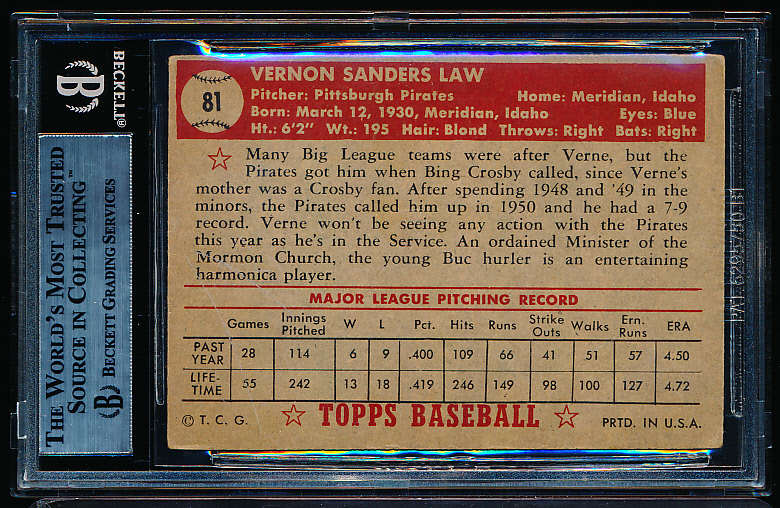 BECKETT®
B
THE WORLD'S MOST TRUSTED
SOURCE IN COLLECTING™
B BECKETT GRADING SERVICES
81
VERNON SANDERS LAW
Pitcher: Pittsburgh Pirates Home: Meridian, Idaho
Born: March 12, 1930, Meridian, Idaho Eyes: Blue
Ht.: 6'2" Wt.: 195 Hair: Blond Throws: Right Bats: Right
Many Big League teams were after Verne, but the
Pirates got him when Bing Crosby called, since Verne's
mother was a Crosby fan. After spending 1948 and '49 in the
minors, the Pirates called him up in 1950 and he had a 7-9
record. Verne won't be seeing any action with the Pirates
this year as he's in the Service. An ordained Minister of the
Mormon Church, the young Buc hurler is an entertaining
harmonica player.
MAJOR LEAGUE PITCHING RECORD
Games Innings Pitched W L Pct. Hits Runs Strike Outs Walks Ern. Runs ERA
PAST YEAR 28 114 6 9 .400 109 66 41 51 57 4.50
LIFE-TIME 55 242 13 18 .419 246 149 98 100 127 4.72
© T. C. G. TOPPS BASEBALL PRTD. IN U.S.A.